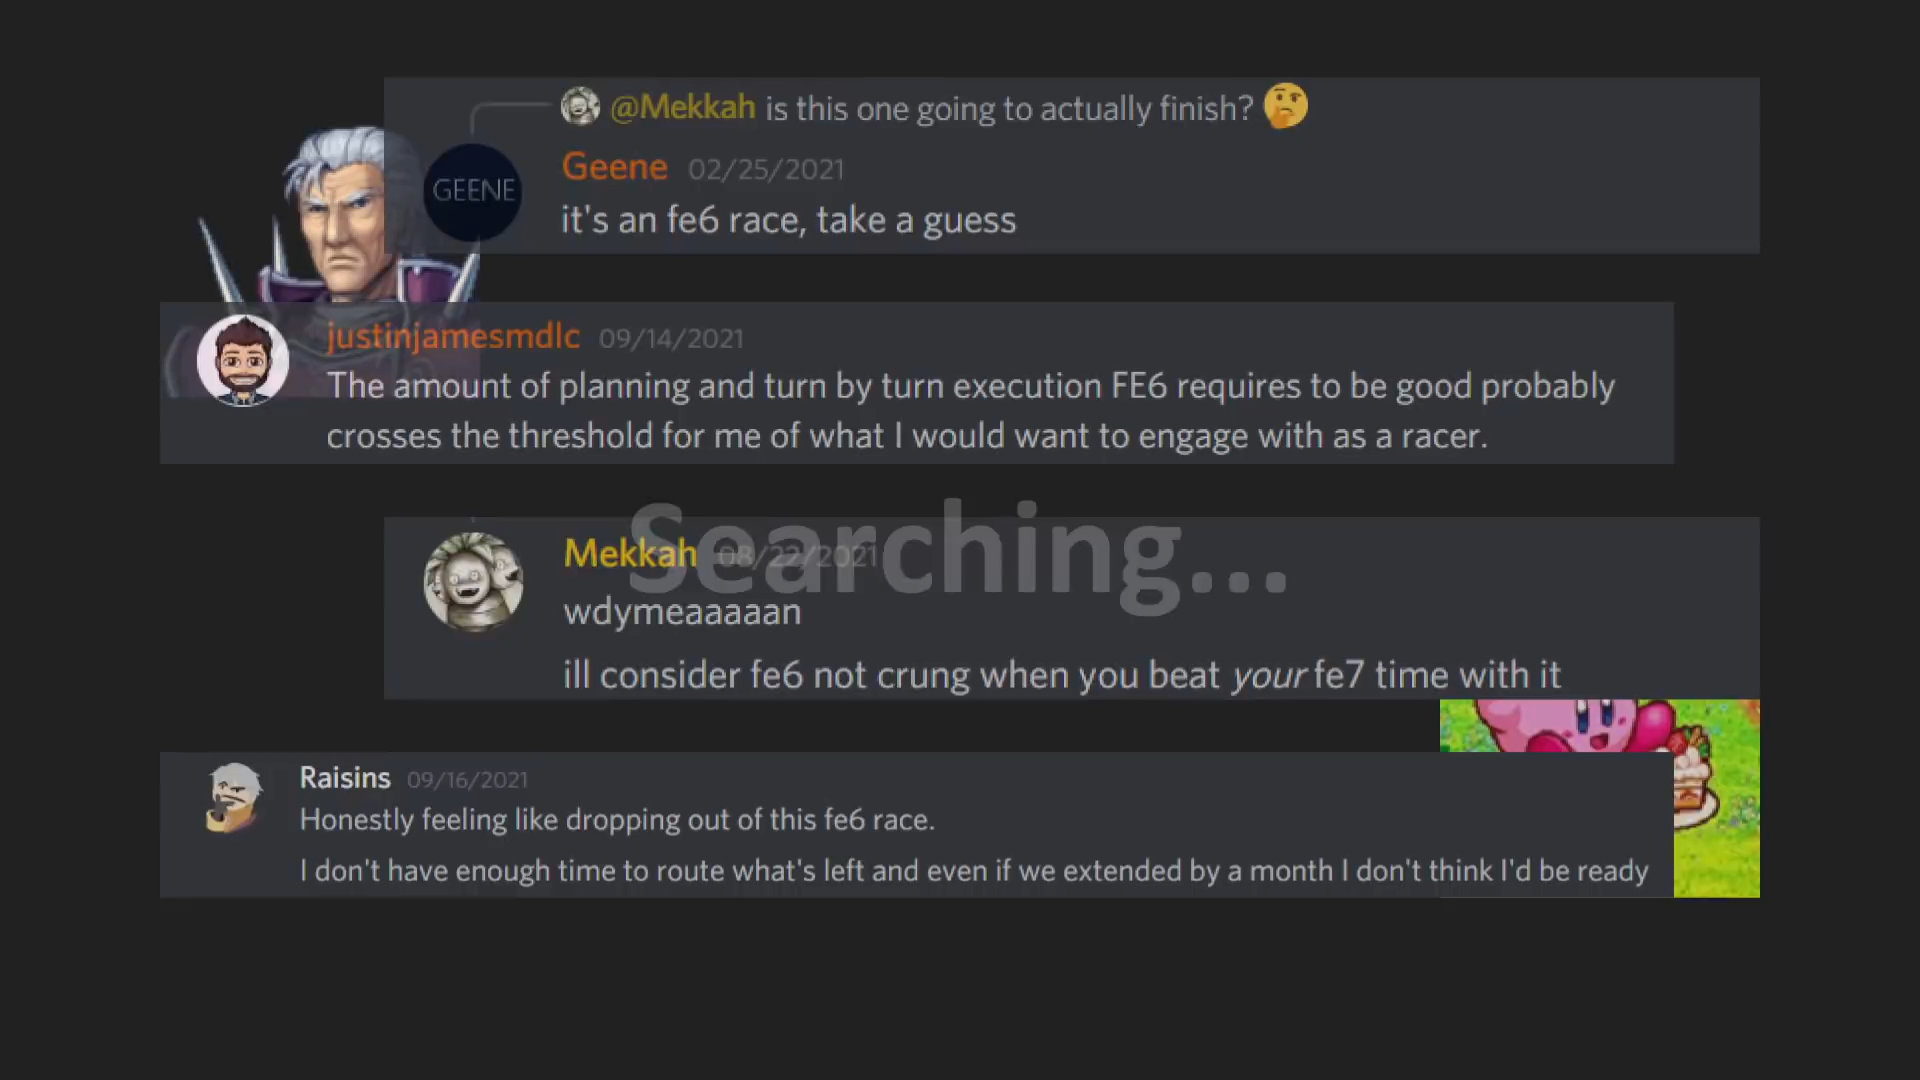 @Mekkah is this one going to actually finish? 🤔
GEENE
Geene 02/25/2021
it's an fe6 race, take a guess
justinjamesmdlc 09/14/2021
The amount of planning and turn by turn execution FE6 requires to be good probably
crosses the threshold for me of what I would want to engage with as a racer.
Searching...
Mekkah 08/22/2021
wdymeaaaaan
ill consider fe6 not crung when you beat your fe7 time with it
Raisins 09/16/2021
Honestly feeling like dropping out of this fe6 race.
I don't have enough time to route what's left and even if we extended by a month I don't think I'd be ready